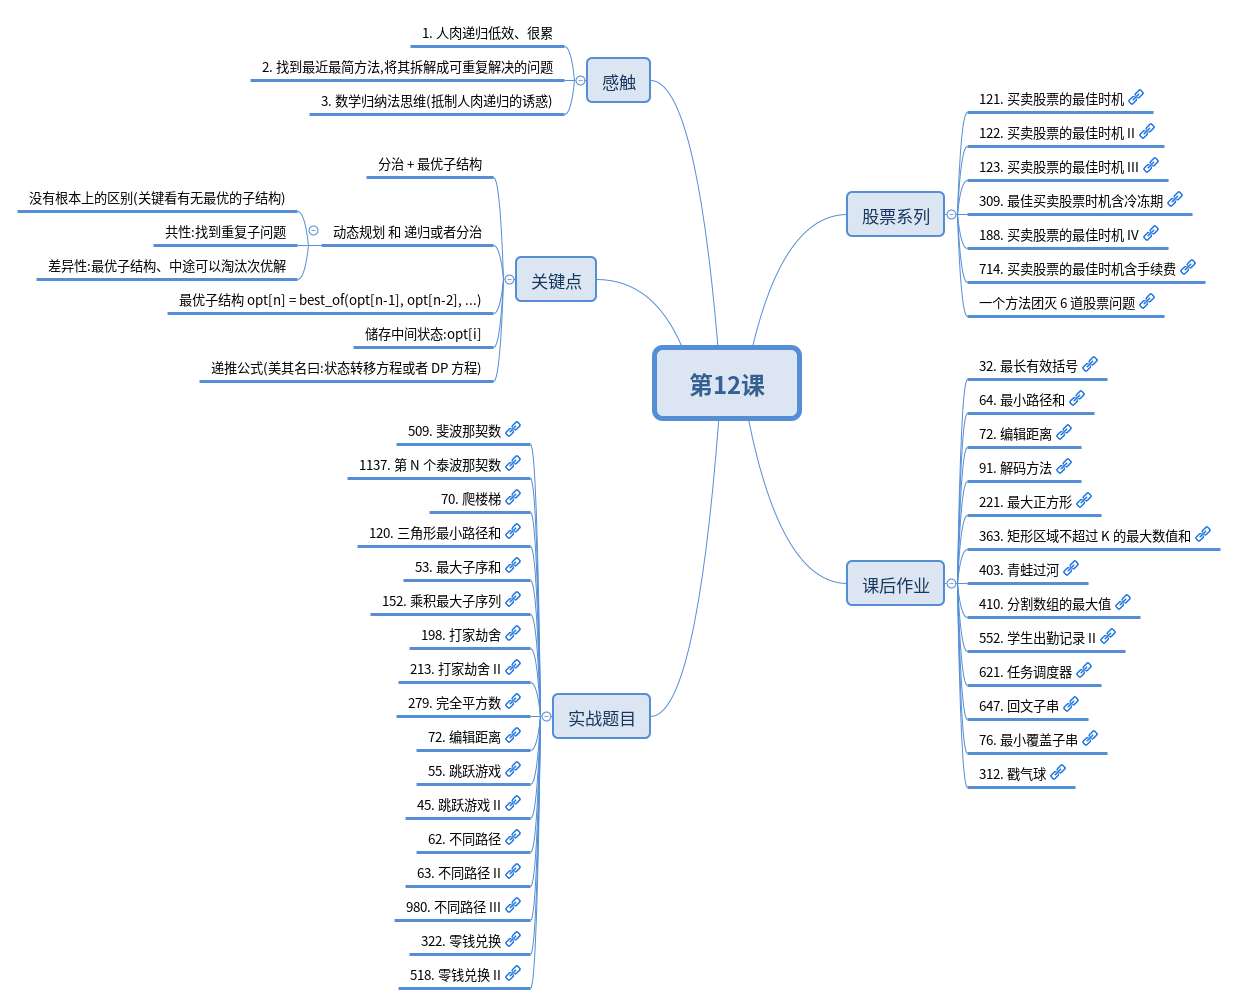 第12课
感触
1. 人肉递归低效、很累
2. 找到最近最简方法,将其拆解成可重复解决的问题
3. 数学归纳法思维(抵制人肉递归的诱惑)
关键点
分治 + 最优子结构
动态规划 和 递归或者分治
没有根本上的区别(关键看有无最优的子结构)
共性:找到重复子问题
差异性:最优子结构、中途可以淘汰次优解
最优子结构 opt[n] = best_of(opt[n-1], opt[n-2], ...)
储存中间状态:opt[i]
递推公式(美其名曰:状态转移方程或者 DP 方程)
实战题目
509. 斐波那契数
1137. 第 N 个泰波那契数
70. 爬楼梯
120. 三角形最小路径和
53. 最大子序和
152. 乘积最大子序列
198. 打家劫舍
213. 打家劫舍 II
279. 完全平方数
72. 编辑距离
55. 跳跃游戏
45. 跳跃游戏 II
62. 不同路径
63. 不同路径 II
980. 不同路径 III
322. 零钱兑换
518. 零钱兑换 II
股票系列
121. 买卖股票的最佳时机
122. 买卖股票的最佳时机 II
123. 买卖股票的最佳时机 III
309. 最佳买卖股票时机含冷冻期
188. 买卖股票的最佳时机 IV
714. 买卖股票的最佳时机含手续费
一个方法团灭 6 道股票问题
课后作业
32. 最长有效括号
64. 最小路径和
72. 编辑距离
91. 解码方法
221. 最大正方形
363. 矩形区域不超过 K 的最大数值和
403. 青蛙过河
410. 分割数组的最大值
552. 学生出勤记录 II
621. 任务调度器
647. 回文子串
76. 最小覆盖子串
312. 戳气球